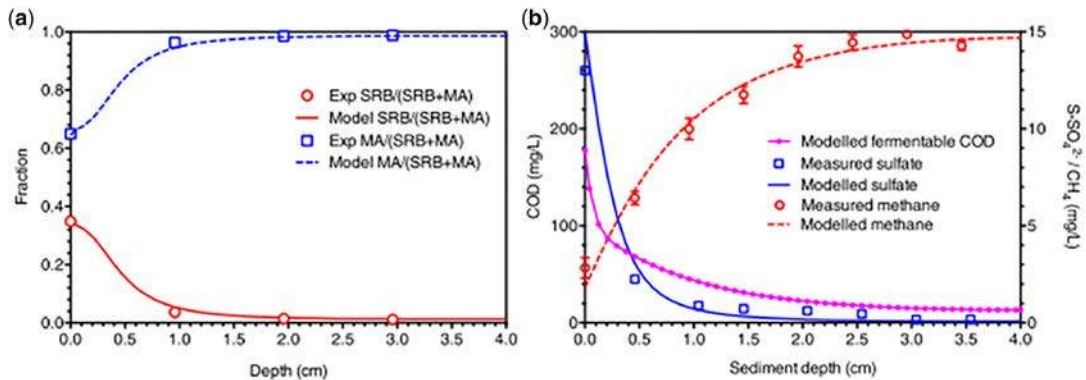 (a)
1.0
0.8
0.6
0.4
0.2
0.0
Fraction
Exp SRB/(SRB+MA)
Model SRB/(SRB+MA)
Exp MA/(SRB+MA)
Model MA/(SRB+MA)
0.0 0.5 1.0 1.5 2.0 2.5 3.0 3.5 4.0
Depth (cm)
(b)
300
200
100
0
COD (mg/L)
Modelled fermentable COD
Measured sulfate
Modelled sulfate
Measured methane
Modelled methane
15
10
5
0
S-SO₄²⁻/ CH₄ (mg/L)
0.0 0.5 1.0 1.5 2.0 2.5 3.0 3.5 4.0
Sediment depth (cm)